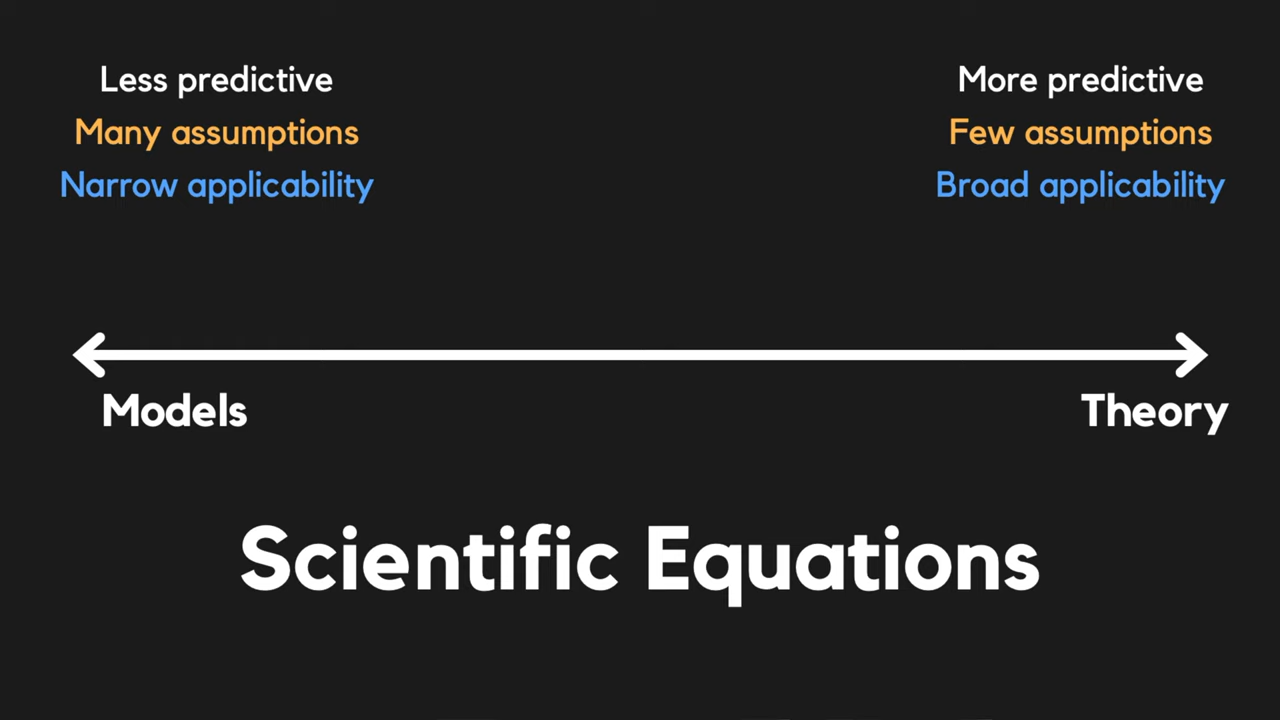 Less predictive
Many assumptions
Narrow applicability
More predictive
Few assumptions
Broad applicability
Models
Theory
Scientific Equations